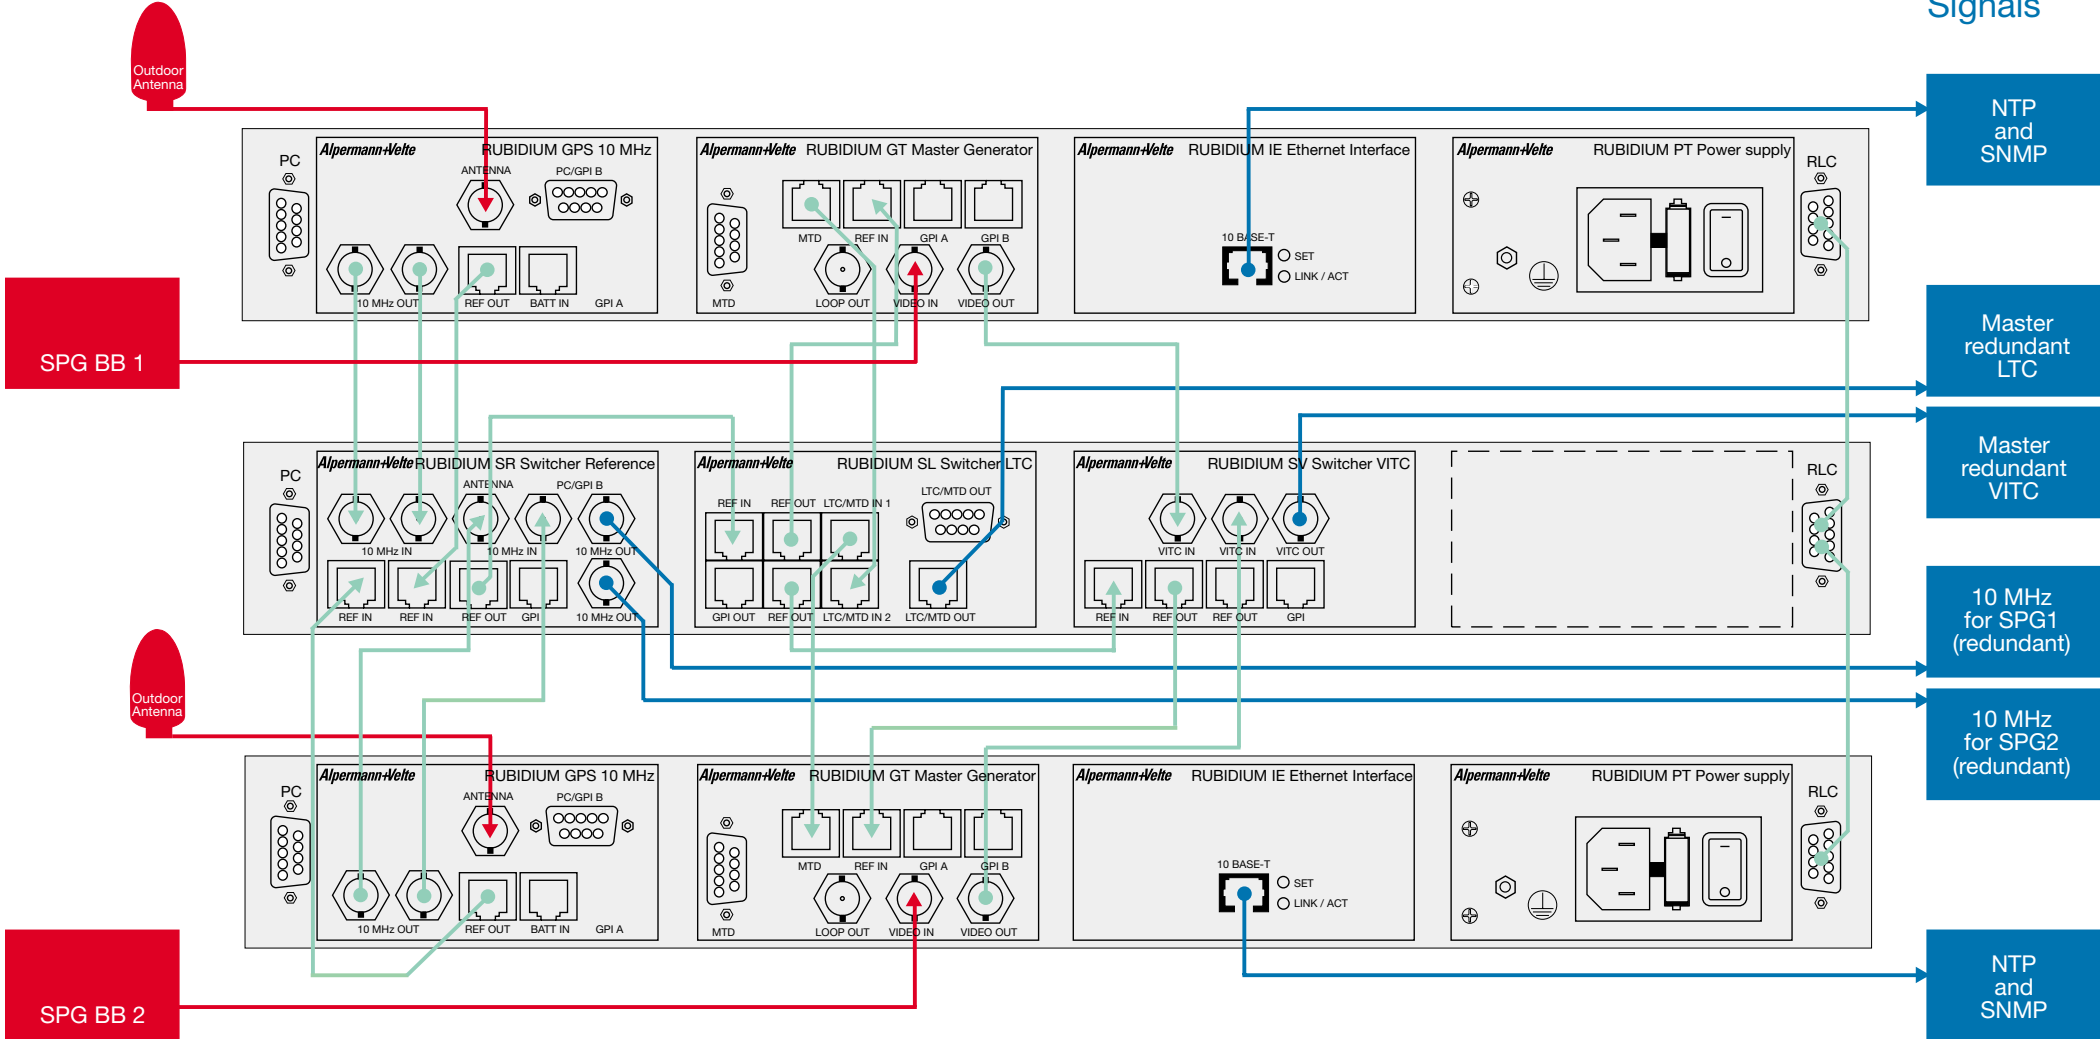 Signals
Outdoor
Antenna
NTP
and
SNMP
PC
Alpermann+Velte RUBIDIUM GPS 10 MHz
ANTENNA PC/GPI B
10 MHz OUT REF OUT BATT IN GPI A
Alpermann+Velte RUBIDIUM GT Master Generator
MTD REF IN GPI A GPI B
MTD LOOP OUT VIDEO IN VIDEO OUT
Alpermann+Velte RUBIDIUM IE Ethernet Interface
10 BASE-T
SET
LINK / ACT
Alpermann+Velte RUBIDIUM PT Power supply
RLC
SPG BB 1
Master
redundant
LTC
Master
redundant
VITC
PC
Alpermann+Velte RUBIDIUM SR Switcher Reference
ANTENNA PC/GPI B
10 MHz IN 10 MHz IN 10 MHz OUT
REF IN REF IN REF OUT GPI 10 MHz OUT
Alpermann+Velte RUBIDIUM SL Switcher LTC
REF IN REF OUT LTC/MTD IN 1 LTC/MTD OUT
GPI OUT REF OUT LTC/MTD IN 2 LTC/MTD OUT
Alpermann+Velte RUBIDIUM SV Switcher VITC
VITC IN VITC IN VITC OUT
REF IN REF OUT REF OUT GPI
RLC
10 MHz
for SPG1
(redundant)
10 MHz
for SPG2
(redundant)
Outdoor
Antenna
PC
Alpermann+Velte RUBIDIUM GPS 10 MHz
ANTENNA PC/GPI B
10 MHz OUT REF OUT BATT IN GPI A
Alpermann+Velte RUBIDIUM GT Master Generator
MTD REF IN GPI A GPI B
MTD LOOP OUT VIDEO IN VIDEO OUT
Alpermann+Velte RUBIDIUM IE Ethernet Interface
10 BASE-T
SET
LINK / ACT
Alpermann+Velte RUBIDIUM PT Power supply
RLC
SPG BB 2
NTP
and
SNMP